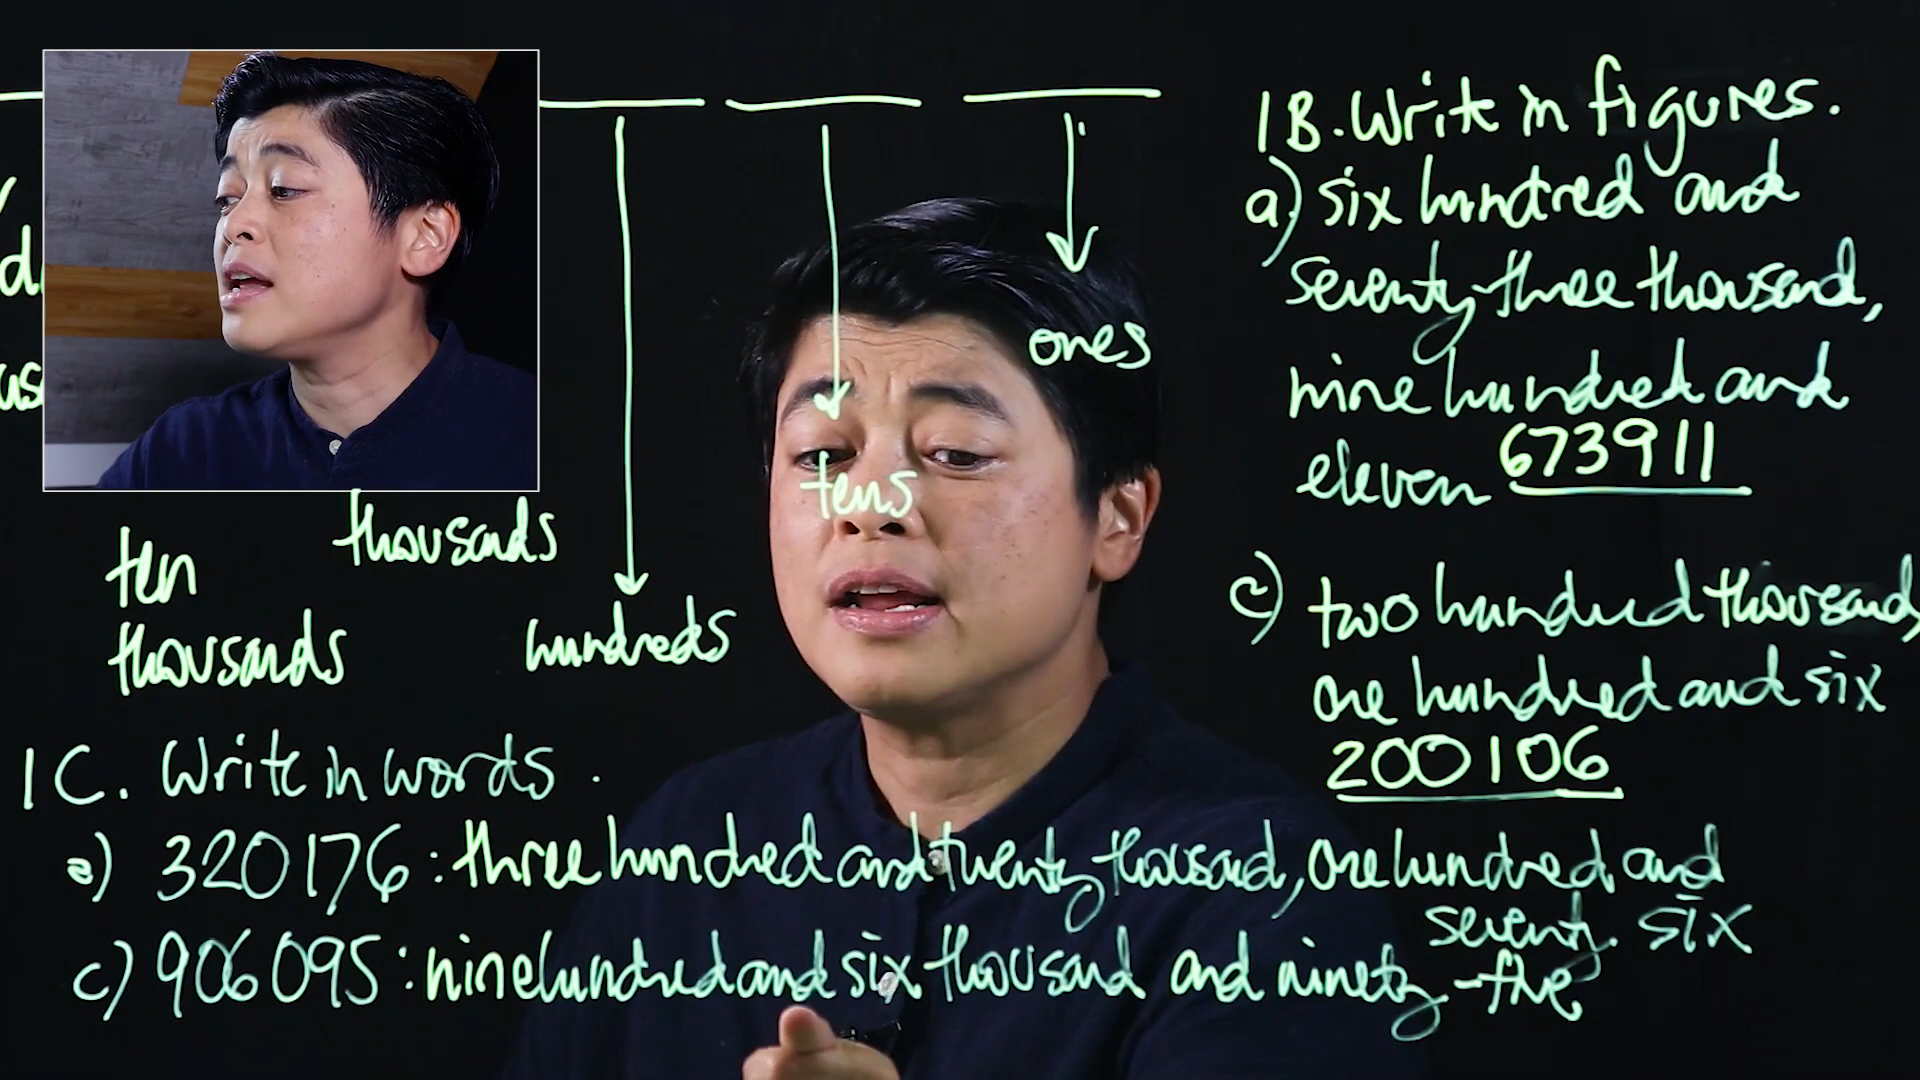 ten
thousands
thousands
hundreds
tens
ones
1B. Write in figures.
a) six hundred and
seventy-three thousand,
nine hundred and
eleven 673911
c) two hundred thousand,
one hundred and six
200106
1C. Write in words.
a) 320176: three hundred and twenty thousand, one hundred and
seventy-six
c) 906095: nine hundred and six thousand and ninety-five